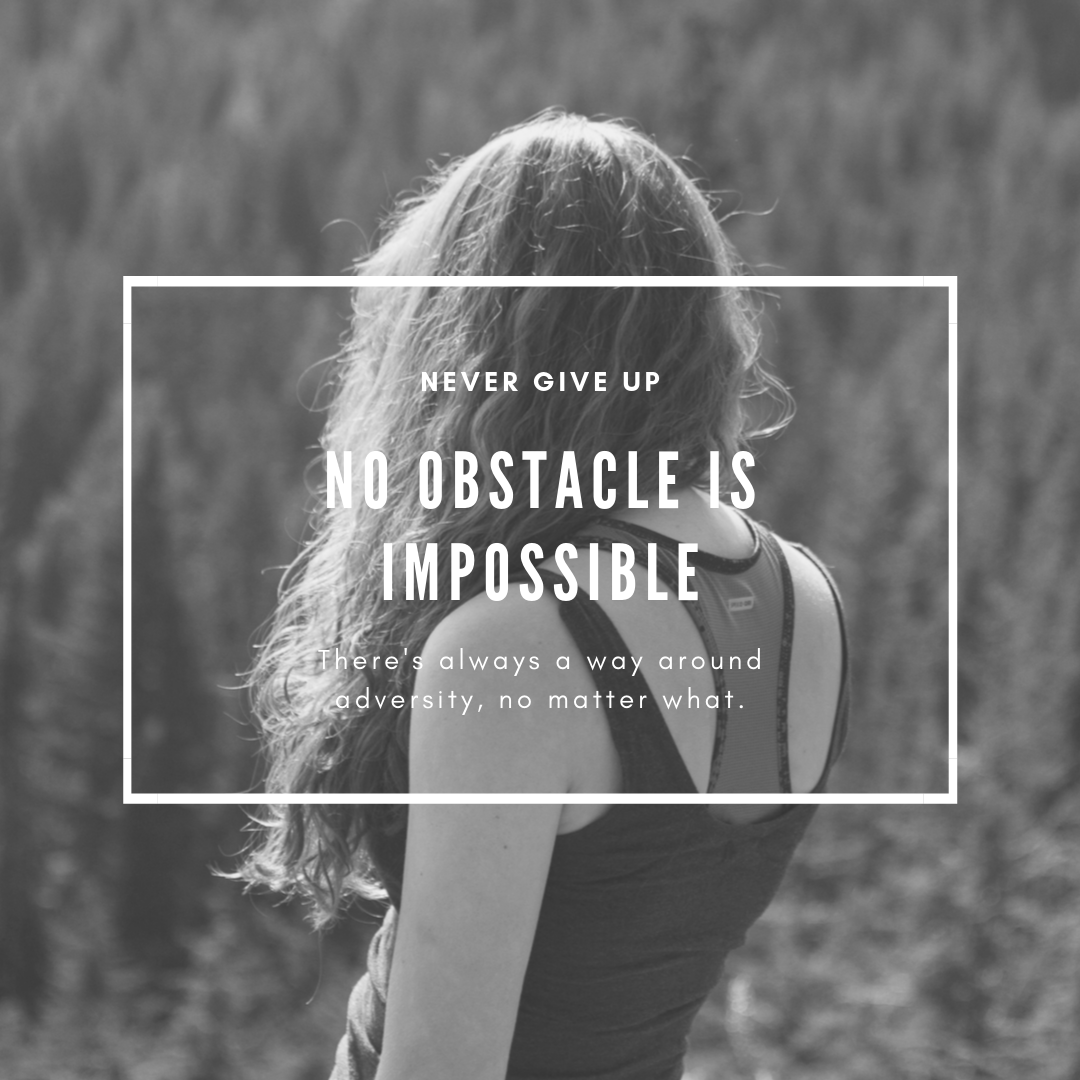 NEVER GIVE UP
NO OBSTACLE IS
IMPOSSIBLE
There's always a way around
adversity, no matter what.